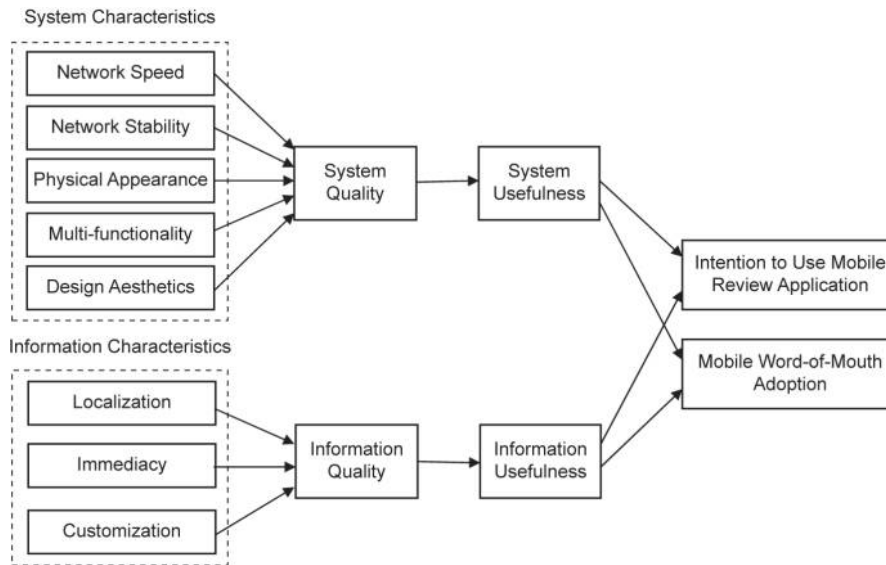 System Characteristics
Network Speed
Network Stability
Physical Appearance
Multi-functionality
Design Aesthetics
System
Quality
System
Usefulness
Information Characteristics
Localization
Immediacy
Customization
Information
Quality
Information
Usefulness
Intention to Use Mobile
Review Application
Mobile Word-of-Mouth
Adoption